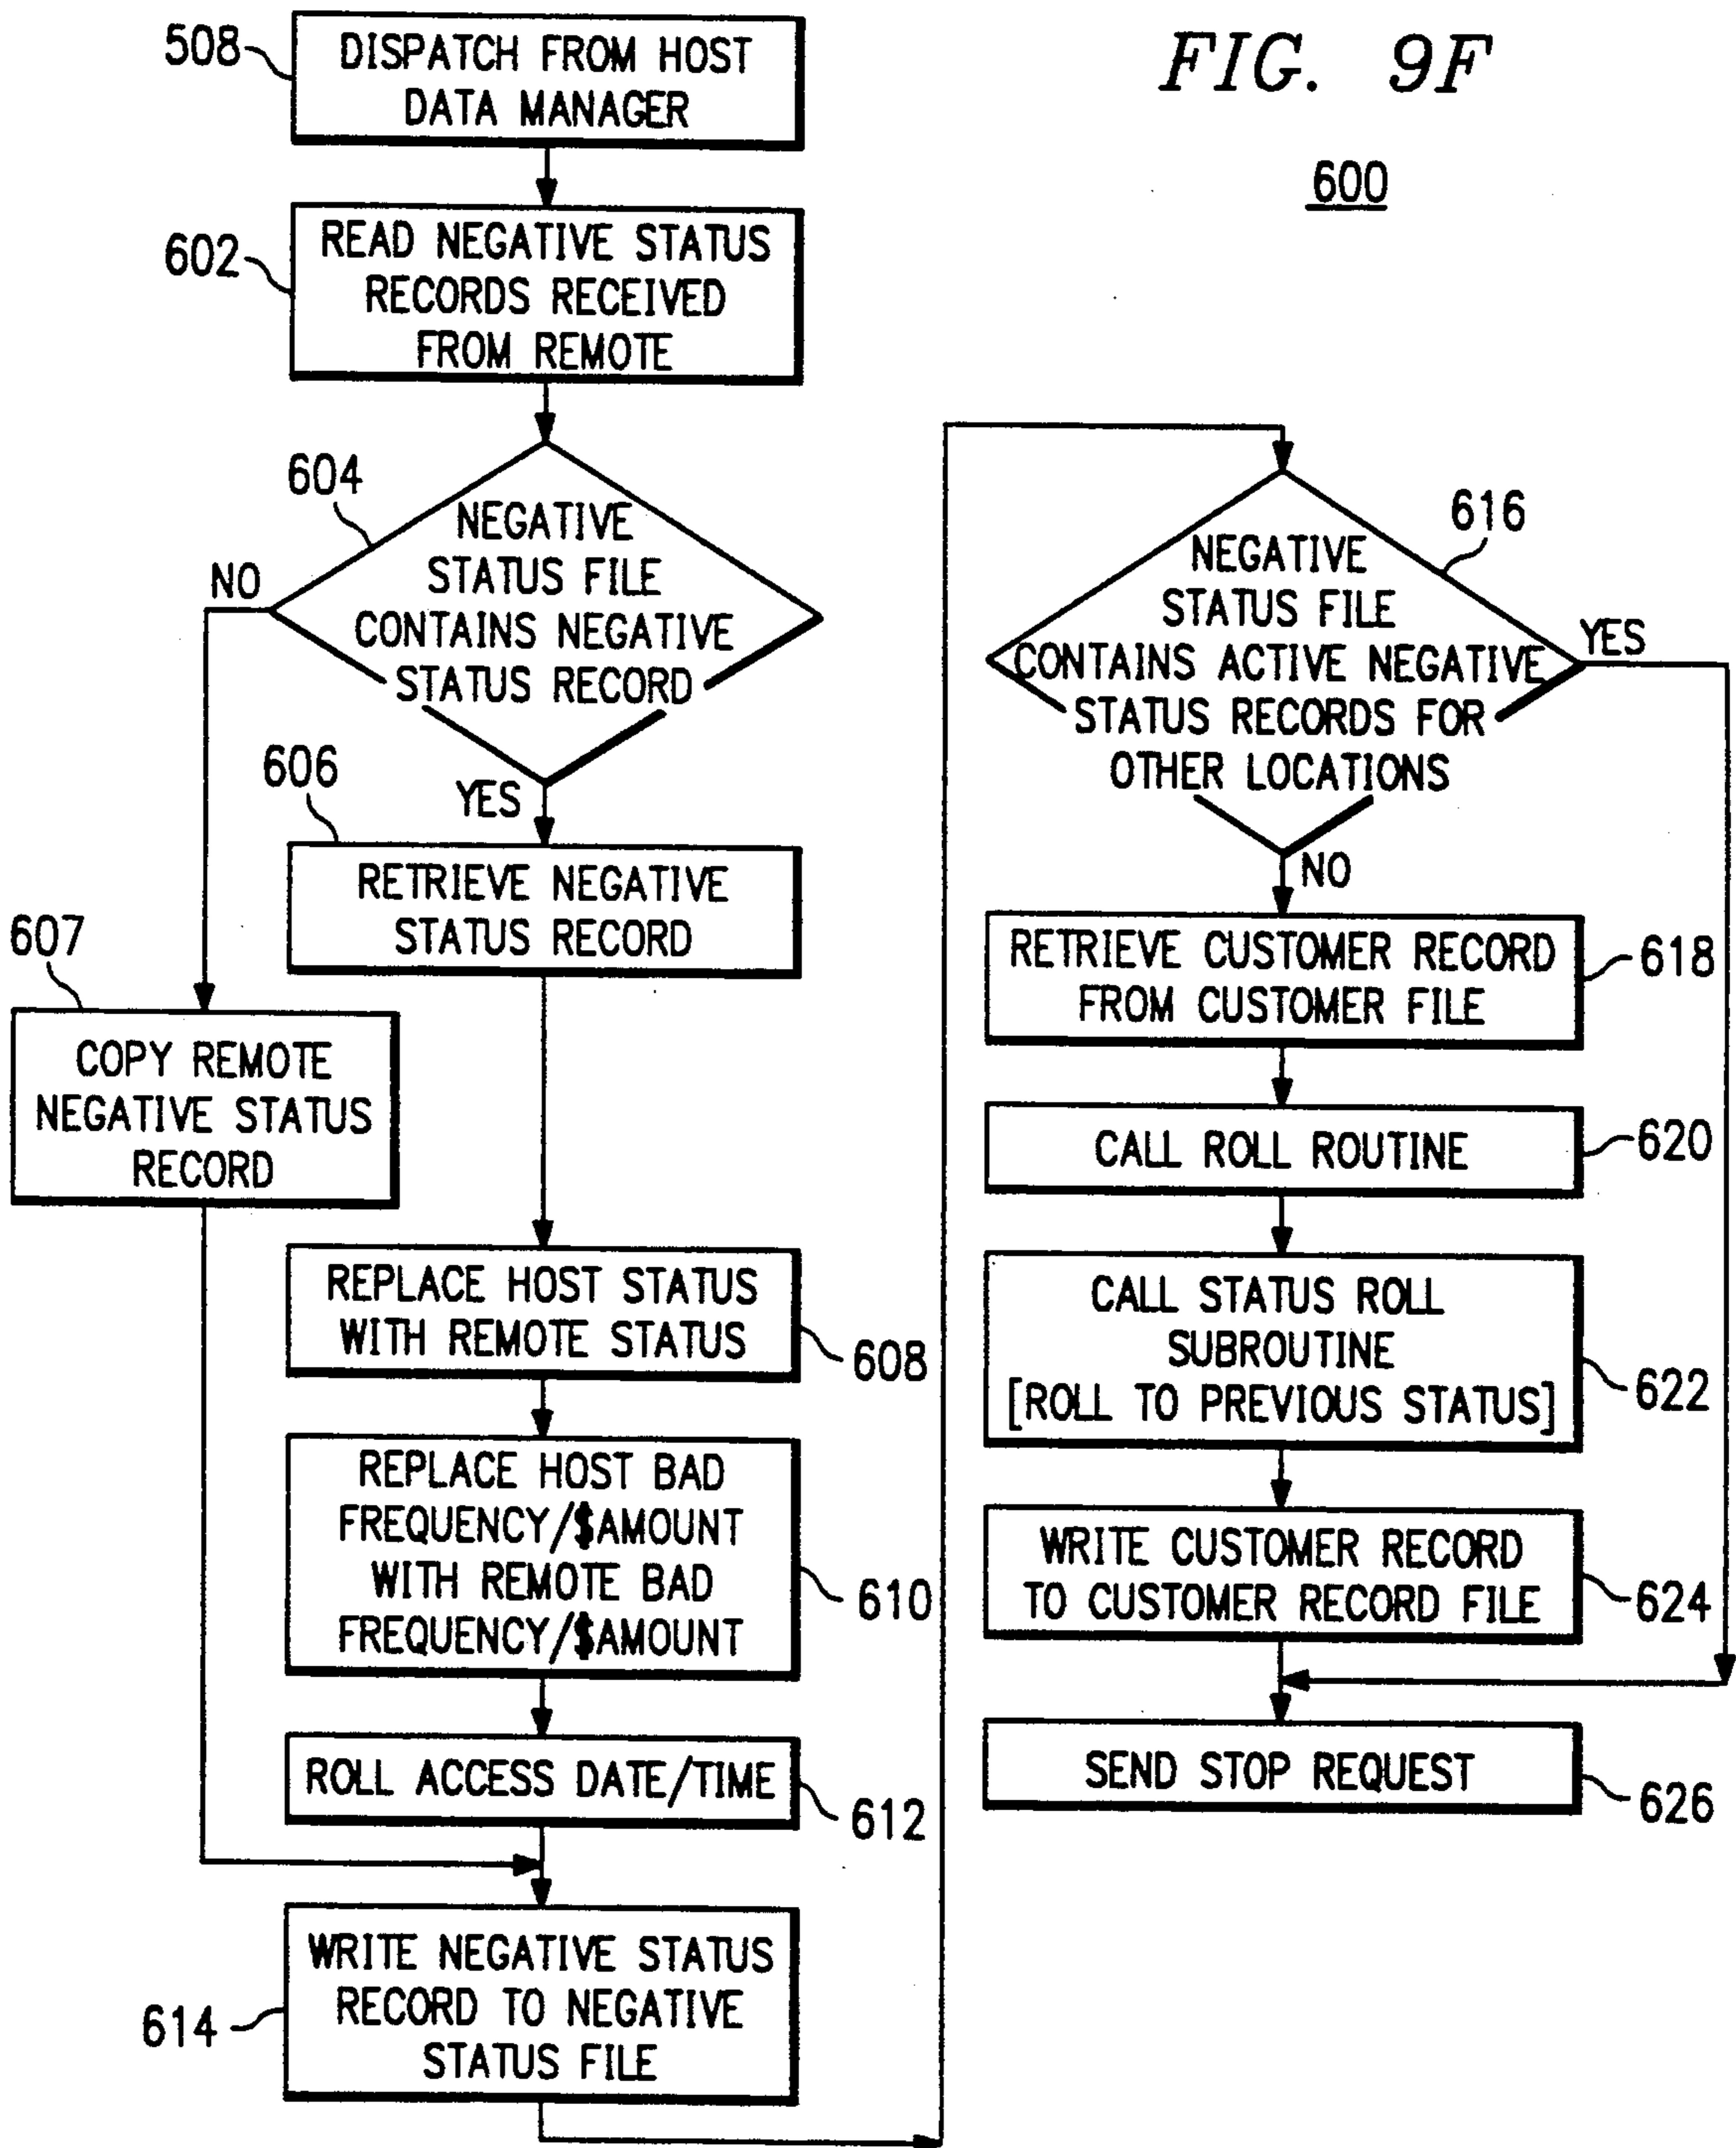 FIG. 9F
600
508
DISPATCH FROM HOST
DATA MANAGER
602
READ NEGATIVE STATUS
RECORDS RECEIVED
FROM REMOTE
604
NEGATIVE
STATUS FILE
CONTAINS NEGATIVE
STATUS RECORD
NO
YES
606
RETRIEVE NEGATIVE
STATUS RECORD
607
COPY REMOTE
NEGATIVE STATUS
RECORD
REPLACE HOST STATUS
WITH REMOTE STATUS
608
REPLACE HOST BAD
FREQUENCY/$AMOUNT
WITH REMOTE BAD
FREQUENCY/$AMOUNT
610
ROLL ACCESS DATE/TIME
612
614
WRITE NEGATIVE STATUS
RECORD TO NEGATIVE
STATUS FILE
616
NEGATIVE
STATUS FILE
CONTAINS ACTIVE NEGATIVE
STATUS RECORDS FOR
OTHER LOCATIONS
YES
NO
RETRIEVE CUSTOMER RECORD
FROM CUSTOMER FILE
618
CALL ROLL ROUTINE
620
CALL STATUS ROLL
SUBROUTINE
[ROLL TO PREVIOUS STATUS]
622
WRITE CUSTOMER RECORD
TO CUSTOMER RECORD FILE
624
SEND STOP REQUEST
626